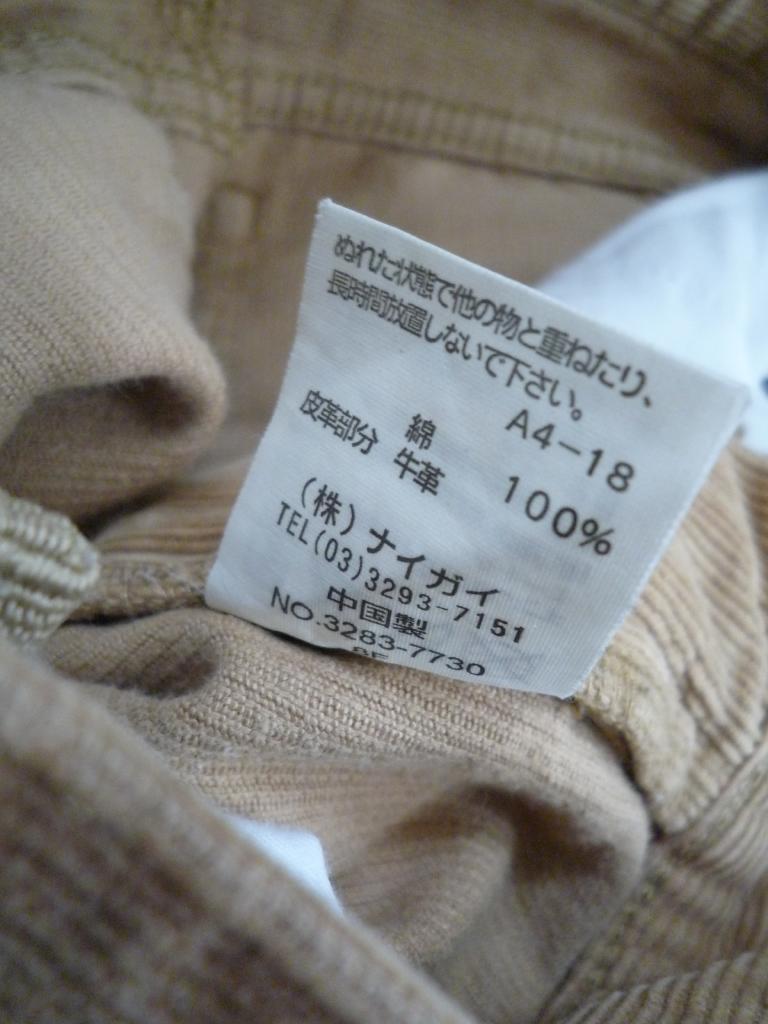 ぬれた状態で他の物と重ねたり、
長時間放置しないで下さい。
A4-18
綿 100%
皮革部分 牛革
(株)ナイガイ
TEL(03)3293-7151
中国製
NO.3283-7730